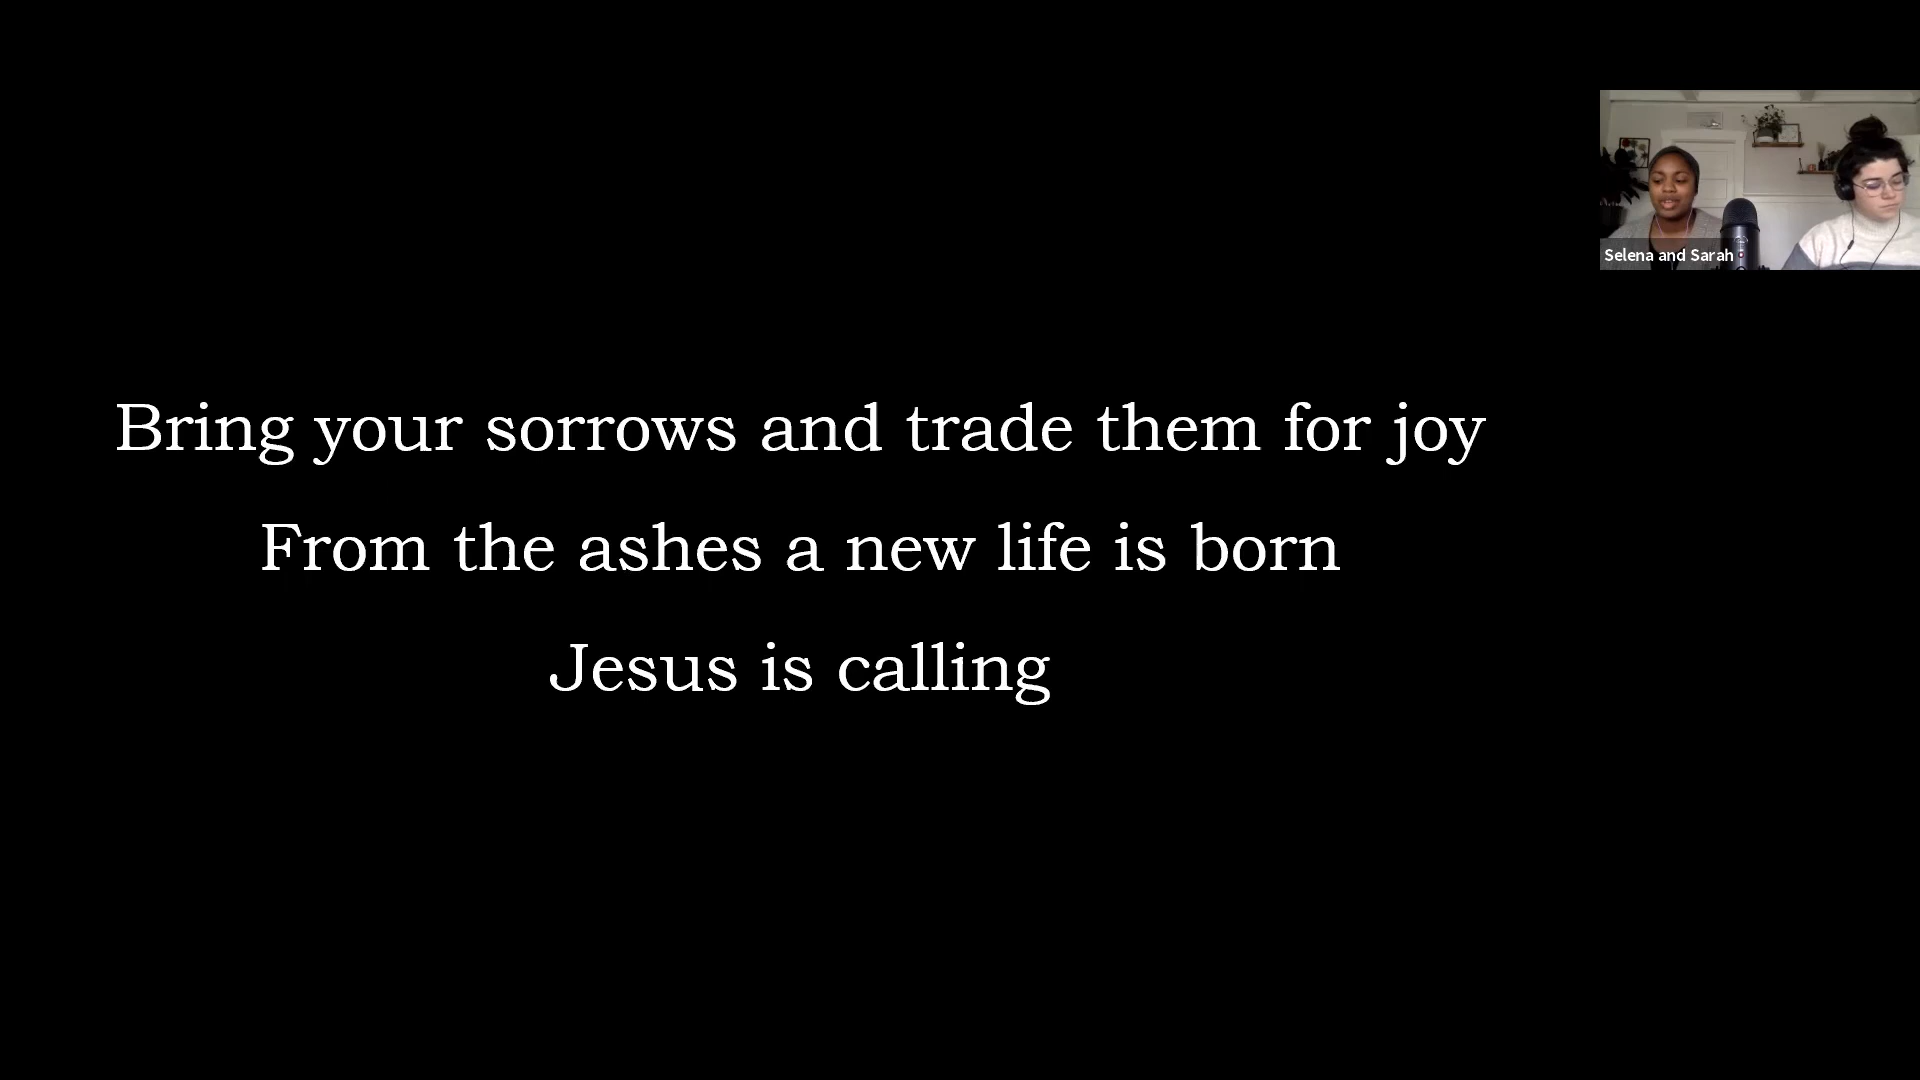 Bring your sorrows and trade them for joy
From the ashes a new life is born
Jesus is calling
Selena and Sarah